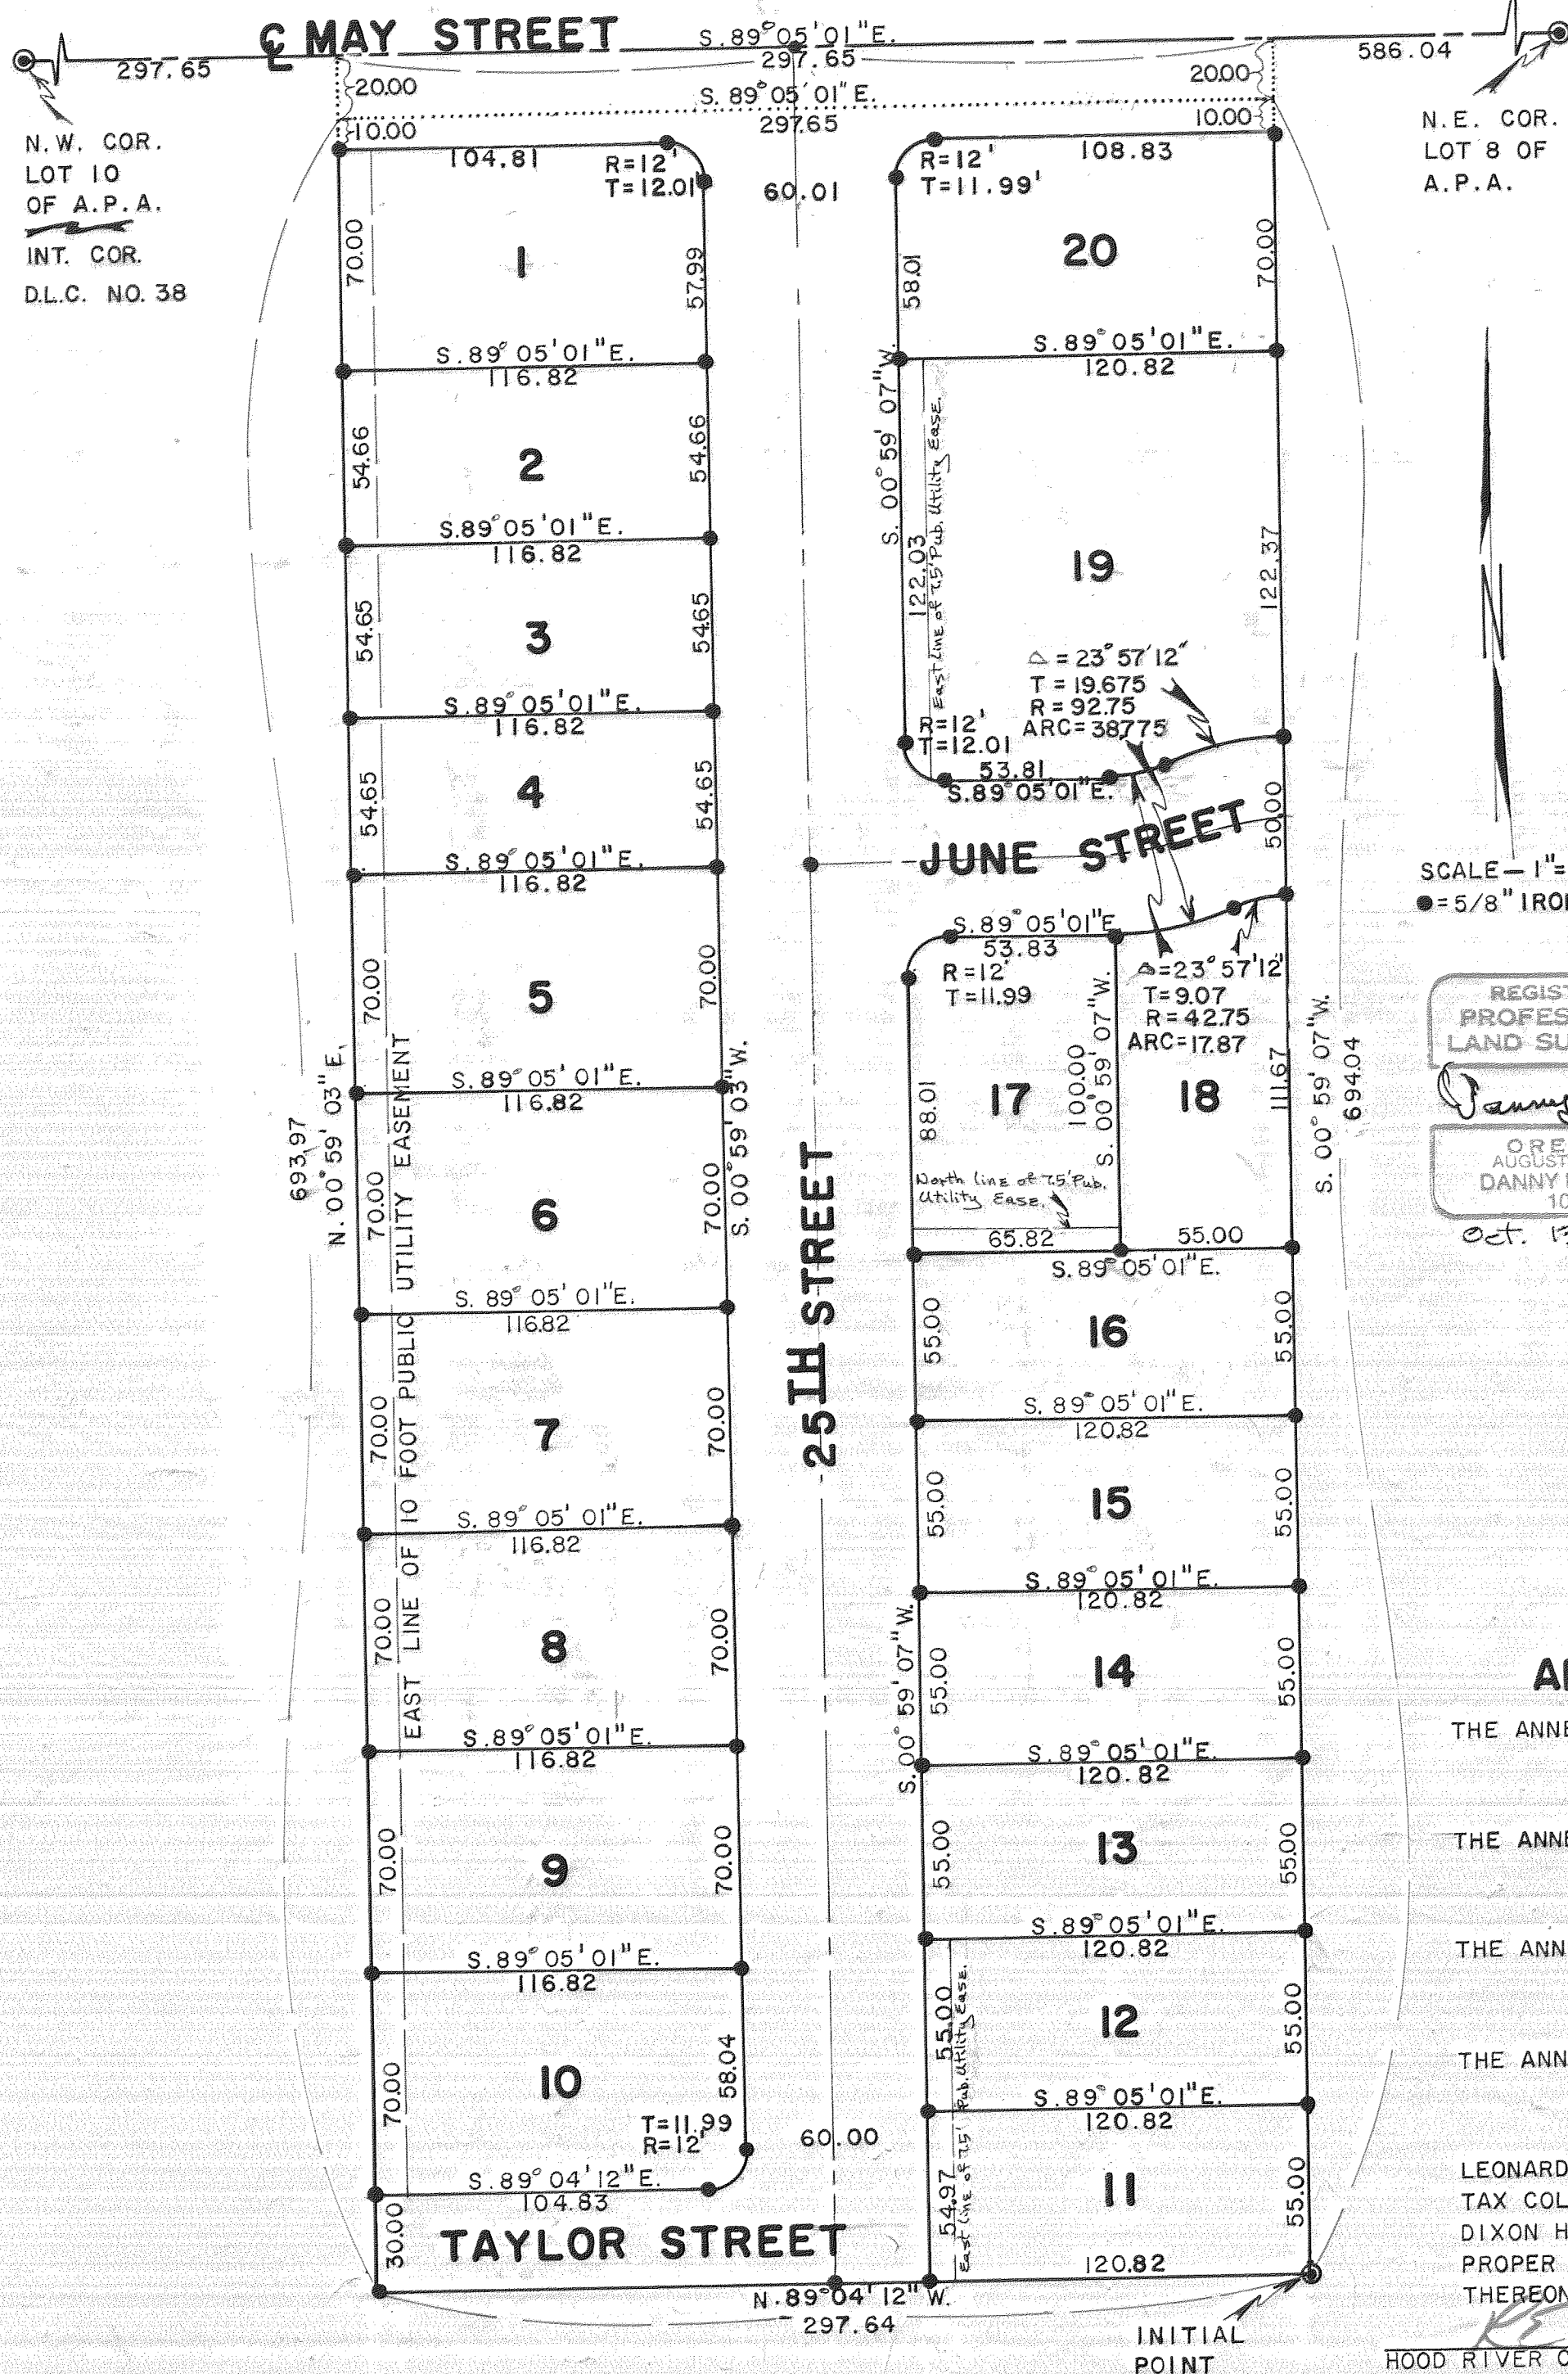 ℄ MAY STREET
S. 89° 05' 01" E.
297.65
297.65
586.04
20.00
20.00
S. 89° 05' 01" E.
297.65
10.00
10.00
N.W. COR.
LOT 10
OF A.P.A.
INT. COR.
D.L.C. NO. 38
N.E. COR.
LOT 8 OF
A.P.A.
104.81
R=12'
T=12.01'
60.01
R=12'
T=11.99'
108.83
70.00
1
57.99
58.01
20
70.00
S. 89° 05' 01" E.
116.82
S. 89° 05' 01" E.
120.82
54.66
2
54.66
S. 00° 59' 07" W.
East Line of 7.5' Pub. Utility Ease.
S. 89° 05' 01" E.
116.82
122.03
19
122.37
54.65
3
54.65
Δ = 23° 57' 12"
T = 19.675
R = 92.75
ARC = 38.775
S. 89° 05' 01" E.
116.82
R=12'
T=12.01
53.81
S. 89° 05' 01" E.
54.65
4
54.65
JUNE STREET
50.00
S. 89° 05' 01" E.
116.82
SCALE – 1" =
● = 5/8" IRO
S. 89° 05' 01" E
53.83
R=12'
T=11.99
Δ = 23° 57' 12"
T = 9.07
R = 42.75
ARC = 17.87
70.00
5
70.00
REGIS
PROFES
LAND SU
S. 89° 05' 01" E.
116.82
N. 00° 59' 03" E.
693.97
S. 00° 59' 03" W.
88.01
17
100.00
S. 00° 59' 07" W.
18
111.67
S. 00° 59' 07" W.
694.04
Danny
ORE
AUGUST
DANNY
10
Oct. 13
70.00
6
70.00
North line of 7.5' Pub.
Utility Ease.
65.82
55.00
S. 89° 05' 01" E.
EAST LINE OF 10 FOOT PUBLIC UTILITY EASEMENT
25TH STREET
S. 89° 05' 01" E.
116.82
55.00
16
55.00
70.00
7
70.00
S. 89° 05' 01" E.
120.82
55.00
15
55.00
S. 89° 05' 01" E.
116.82
S. 89° 05' 01" E.
120.82
70.00
8
70.00
S. 00° 59' 07" W.
55.00
14
55.00
S. 89° 05' 01" E.
116.82
S. 89° 05' 01" E.
120.82
A
THE ANNE
70.00
9
70.00
55.00
13
55.00
THE ANNE
S. 89° 05' 01" E.
116.82
S. 89° 05' 01" E.
120.82
THE ANN
70.00
10
58.04
55.00
12
55.00
THE ANN
T=11.99
R=12'
60.00
S. 89° 05' 01" E.
120.82
S. 89° 04' 12" E.
104.83
54.97
East line of 7.5' Pub. Utility Ease.
11
55.00
30.00
TAYLOR STREET
120.82
N. 89° 04' 12" W.
297.64
INITIAL
POINT
LEONARD
TAX COL
DIXON H
PROPER
THEREON
HOOD RIVER C